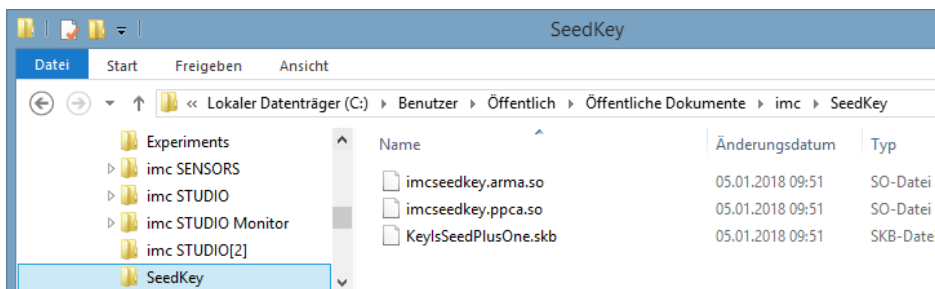 SeedKey
Datei Start Freigeben Ansicht
« Lokaler Datenträger (C:) Benutzer Öffentlich Öffentliche Dokumente imc SeedKey
Experiments
imc SENSORS
imc STUDIO
imc STUDIO Monitor
imc STUDIO[2]
SeedKey
Name Änderungsdatum Typ
imcseedkey.arma.so 05.01.2018 09:51 SO-Datei
imcseedkey.ppca.so 05.01.2018 09:51 SO-Datei
KeyIsSeedPlusOne.skb 05.01.2018 09:51 SKB-Date